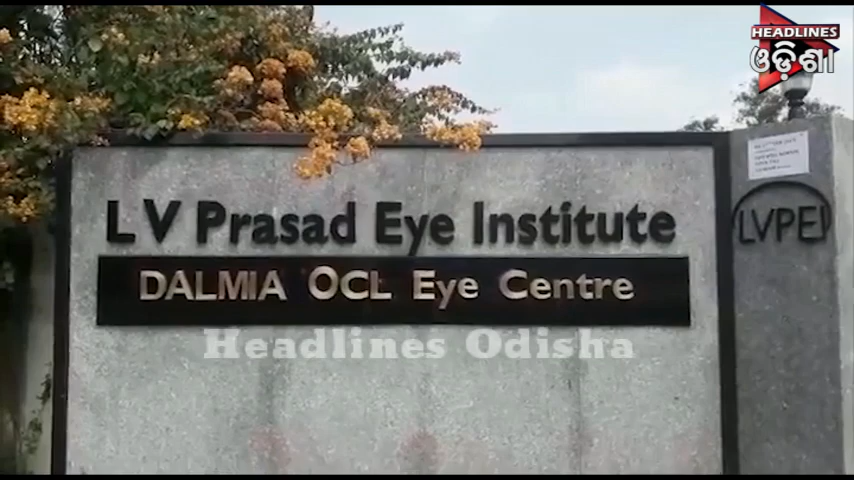 HEADLINES
ଓଡ଼ିଶା
L V Prasad Eye Institute
LVPEI
DALMIA OCL Eye Centre
Headlines Odisha